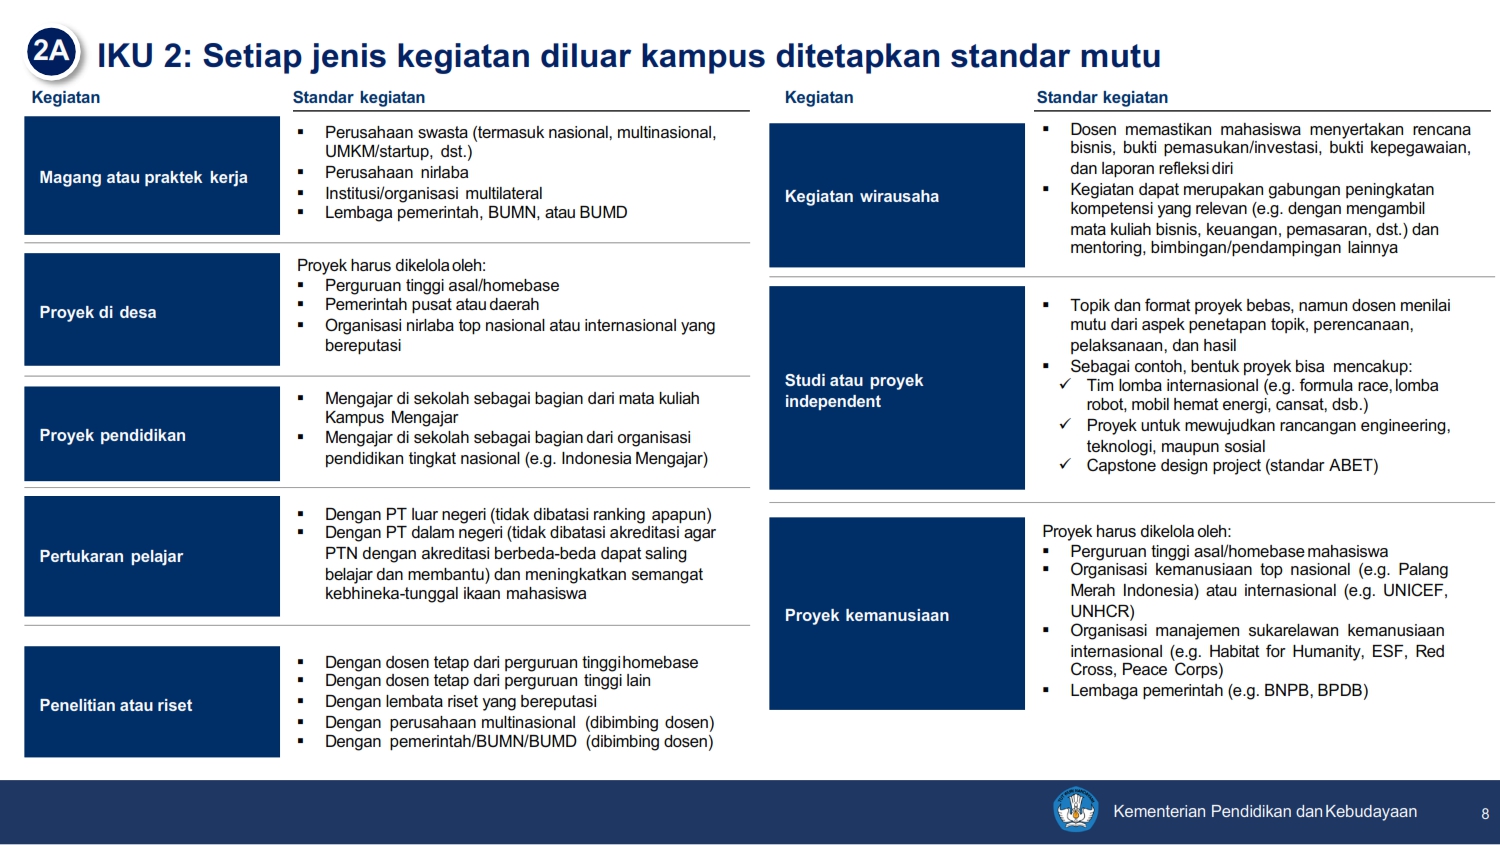 2A
IKU 2: Setiap jenis kegiatan diluar kampus ditetapkan standar mutu
Kegiatan
Standar kegiatan
Magang atau praktek kerja
▪ Perusahaan swasta (termasuk nasional, multinasional,
UMKM/startup, dst.)
▪ Perusahaan nirlaba
▪ Institusi/organisasi multilateral
▪ Lembaga pemerintah, BUMN, atau BUMD
Proyek di desa
Proyek harus dikelola oleh:
▪ Perguruan tinggi asal/homebase
▪ Pemerintah pusat atau daerah
▪ Organisasi nirlaba top nasional atau internasional yang
bereputasi
Proyek pendidikan
▪ Mengajar di sekolah sebagai bagian dari mata kuliah
Kampus Mengajar
▪ Mengajar di sekolah sebagai bagian dari organisasi
pendidikan tingkat nasional (e.g. Indonesia Mengajar)
Pertukaran pelajar
▪ Dengan PT luar negeri (tidak dibatasi ranking apapun)
▪ Dengan PT dalam negeri (tidak dibatasi akreditasi agar
PTN dengan akreditasi berbeda-beda dapat saling
belajar dan membantu) dan meningkatkan semangat
kebhineka-tunggal ikaan mahasiswa
Penelitian atau riset
▪ Dengan dosen tetap dari perguruan tinggi homebase
▪ Dengan dosen tetap dari perguruan tinggi lain
▪ Dengan lembata riset yang bereputasi
▪ Dengan perusahaan multinasional (dibimbing dosen)
▪ Dengan pemerintah/BUMN/BUMD (dibimbing dosen)
Kegiatan
Standar kegiatan
Kegiatan wirausaha
▪ Dosen memastikan mahasiswa menyertakan rencana
bisnis, bukti pemasukan/investasi, bukti kepegawaian,
dan laporan refleksi diri
▪ Kegiatan dapat merupakan gabungan peningkatan
kompetensi yang relevan (e.g. dengan mengambil
mata kuliah bisnis, keuangan, pemasaran, dst.) dan
mentoring, bimbingan/pendampingan lainnya
Studi atau proyek
independent
▪ Topik dan format proyek bebas, namun dosen menilai
mutu dari aspek penetapan topik, perencanaan,
pelaksanaan, dan hasil
▪ Sebagai contoh, bentuk proyek bisa mencakup:
✓ Tim lomba internasional (e.g. formula race, lomba
robot, mobil hemat energi, cansat, dsb.)
✓ Proyek untuk mewujudkan rancangan engineering,
teknologi, maupun sosial
✓ Capstone design project (standar ABET)
Proyek kemanusiaan
Proyek harus dikelola oleh:
▪ Perguruan tinggi asal/homebase mahasiswa
▪ Organisasi kemanusiaan top nasional (e.g. Palang
Merah Indonesia) atau internasional (e.g. UNICEF,
UNHCR)
▪ Organisasi manajemen sukarelawan kemanusiaan
internasional (e.g. Habitat for Humanity, ESF, Red
Cross, Peace Corps)
▪ Lembaga pemerintah (e.g. BNPB, BPDB)
Kementerian Pendidikan dan Kebudayaan
8